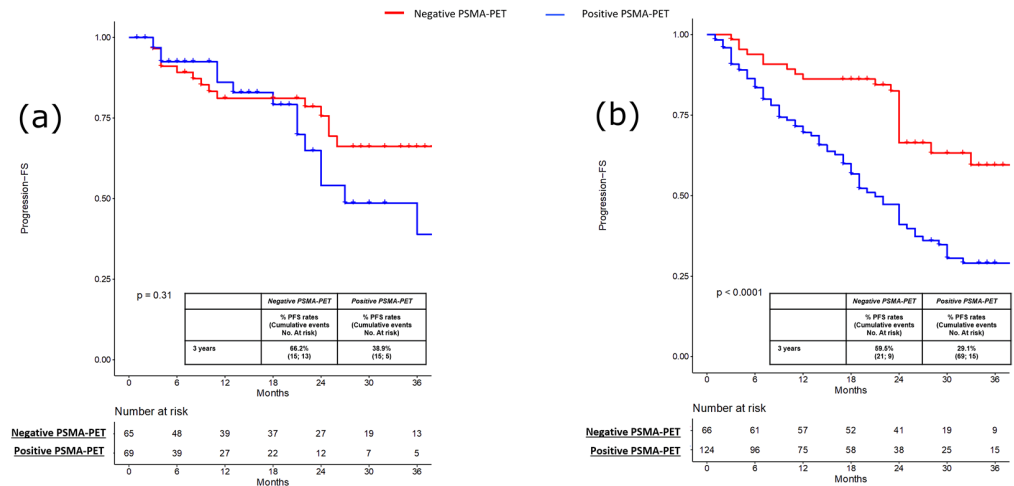 Negative PSMA-PET Positive PSMA-PET
(a)
Progression-FS
1.00
0.75
0.50
0.25
0.00
p = 0.31
Negative PSMA-PET Positive PSMA-PET
% PFS rates % PFS rates
(Cumulative events (Cumulative events
No. At risk) No. At risk)
3 years 66.2% 38.9%
(15; 13) (15; 5)
0 6 12 18 24 30 36
Months
Number at risk
Negative PSMA-PET 65 48 39 37 27 19 13
Positive PSMA-PET 69 39 27 22 12 7 5
0 6 12 18 24 30 36
Months
(b)
Progression-FS
1.00
0.75
0.50
0.25
0.00
p < 0.0001
Negative PSMA-PET Positive PSMA-PET
% PFS rates % PFS rates
(Cumulative events (Cumulative events
No. At risk) No. At risk)
3 years 59.5% 29.1%
(21; 9) (69; 15)
0 6 12 18 24 30 36
Months
Number at risk
Negative PSMA-PET 66 61 57 52 41 19 9
Positive PSMA-PET 124 96 75 58 38 25 15
0 6 12 18 24 30 36
Months